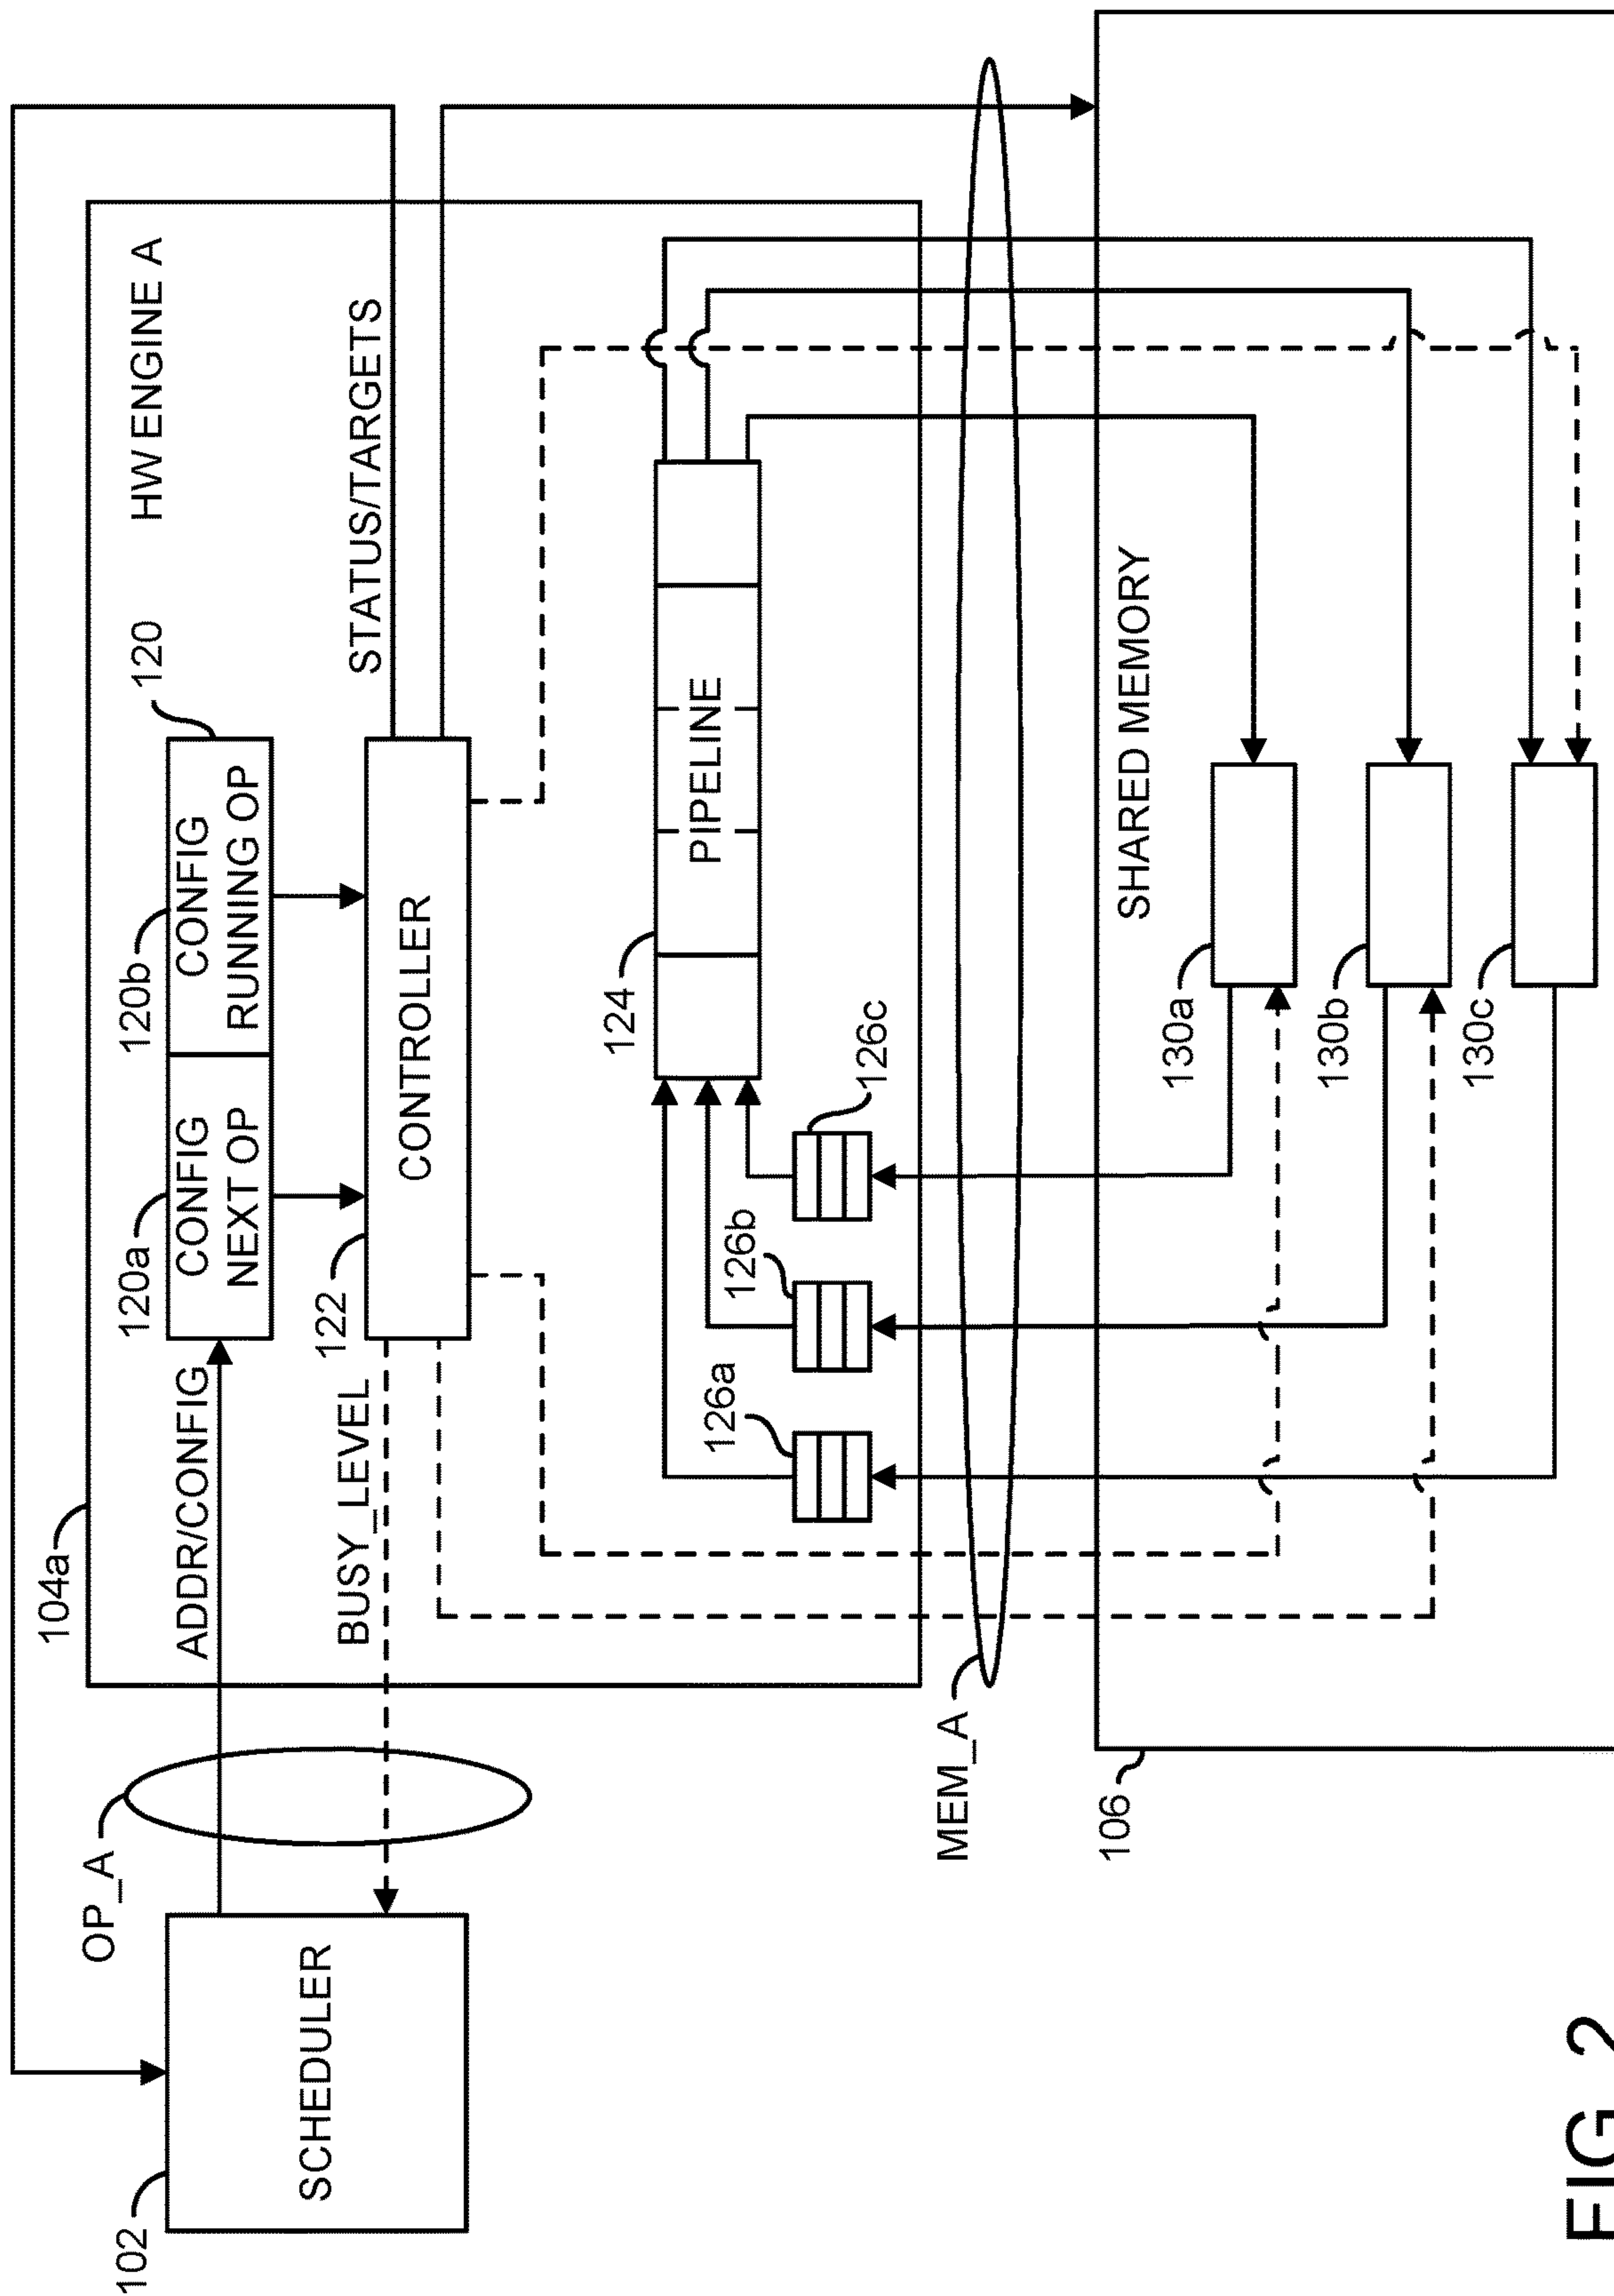 104a
HW ENGINE A
OP_A
ADDR/CONFIG
120a
120b
120
CONFIG
NEXT OP
CONFIG
RUNNING OP
102
SCHEDULER
BUSY_LEVEL
122
CONTROLLER
STATUS/TARGETS
124
PIPELINE
126a
126b
126c
MEM_A
106
SHARED MEMORY
130a
130b
130c
FIG. 2